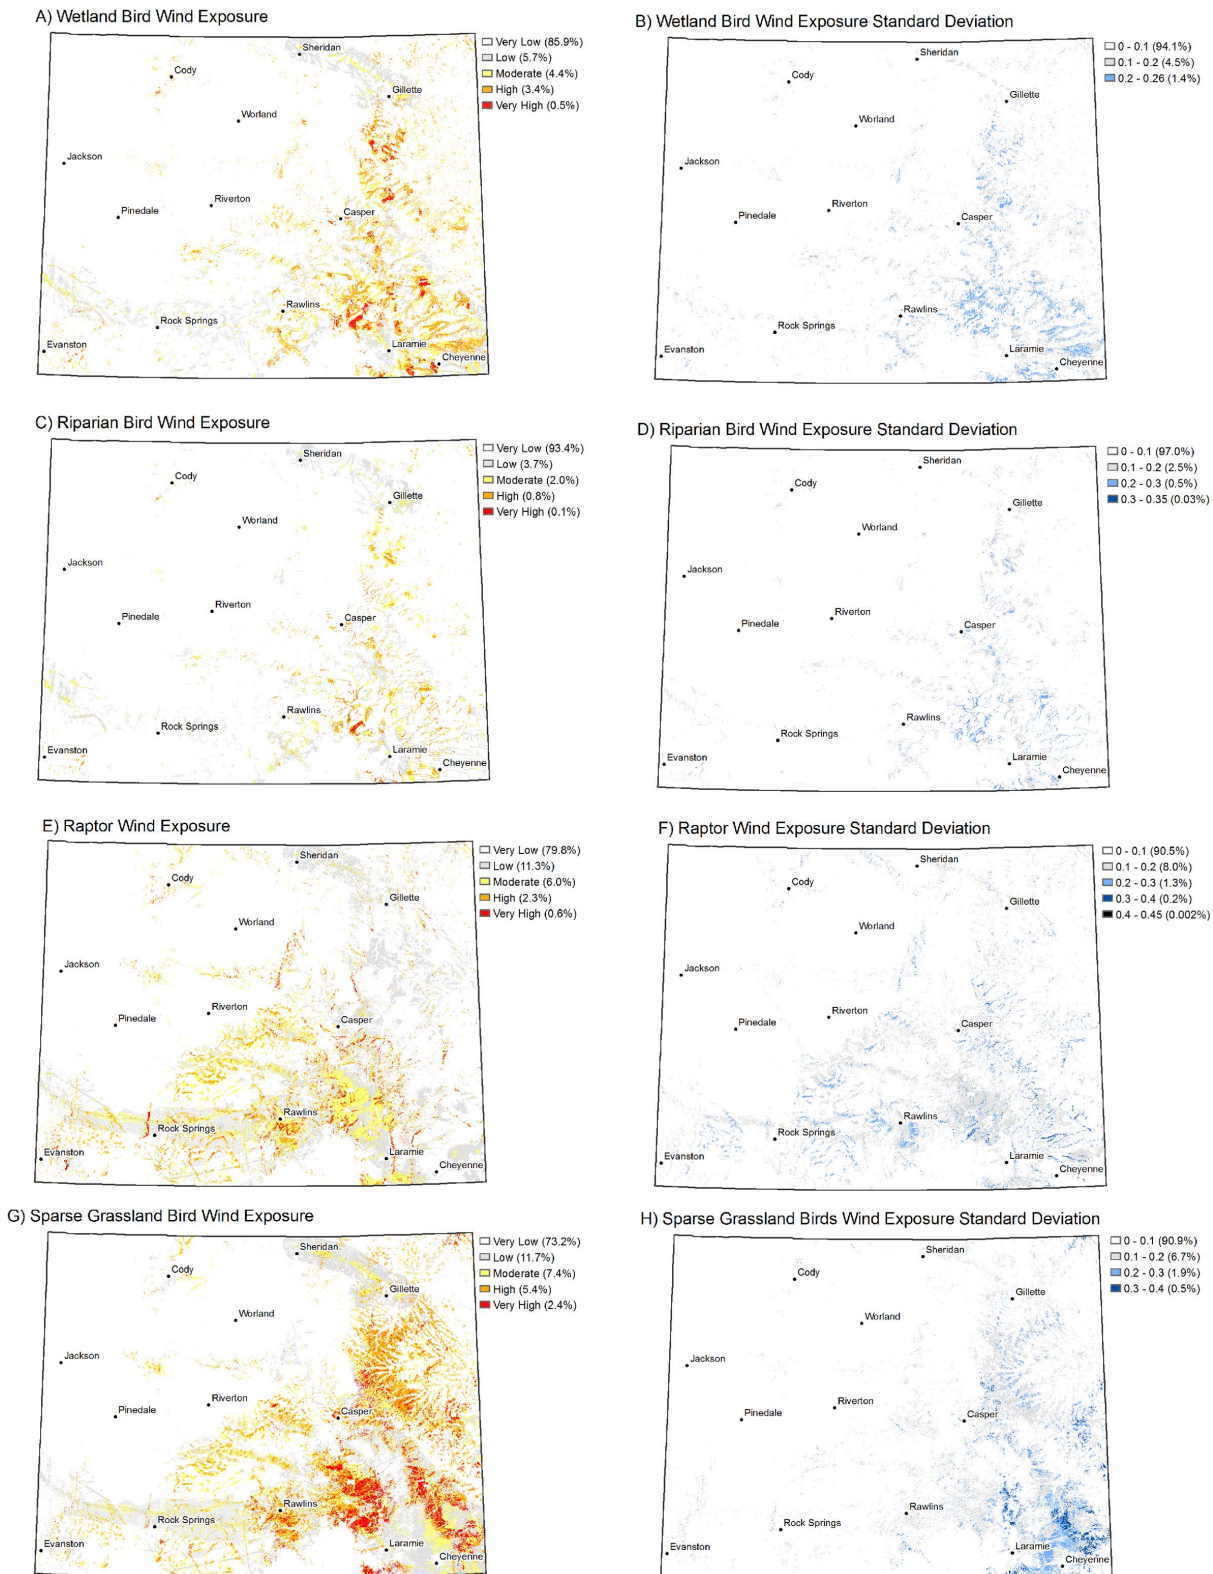 A) Wetland Bird Wind Exposure
Very Low (85.9%)
Low (5.7%)
Moderate (4.4%)
High (3.4%)
Very High (0.5%)
Sheridan
Cody
Gillette
Worland
Jackson
Riverton
Pinedale
Casper
Rawlins
Rock Springs
Evanston
Laramie
Cheyenne
B) Wetland Bird Wind Exposure Standard Deviation
0 - 0.1 (94.1%)
0.1 - 0.2 (4.5%)
0.2 - 0.26 (1.4%)
Sheridan
Cody
Gillette
Worland
Jackson
Riverton
Pinedale
Casper
Rawlins
Rock Springs
Evanston
Laramie
Cheyenne
C) Riparian Bird Wind Exposure
Very Low (93.4%)
Low (3.7%)
Moderate (2.0%)
High (0.8%)
Very High (0.1%)
Sheridan
Cody
Gillette
Worland
Jackson
Riverton
Pinedale
Casper
Rawlins
Rock Springs
Evanston
Laramie
Cheyenne
D) Riparian Bird Wind Exposure Standard Deviation
0 - 0.1 (97.0%)
0.1 - 0.2 (2.5%)
0.2 - 0.3 (0.5%)
0.3 - 0.35 (0.03%)
Sheridan
Cody
Gillette
Worland
Jackson
Riverton
Pinedale
Casper
Rawlins
Rock Springs
Evanston
Laramie
Cheyenne
E) Raptor Wind Exposure
Very Low (79.8%)
Low (11.3%)
Moderate (6.0%)
High (2.3%)
Very High (0.6%)
Sheridan
Cody
Gillette
Worland
Jackson
Riverton
Pinedale
Casper
Rawlins
Rock Springs
Evanston
Laramie
Cheyenne
F) Raptor Wind Exposure Standard Deviation
0 - 0.1 (90.5%)
0.1 - 0.2 (8.0%)
0.2 - 0.3 (1.3%)
0.3 - 0.4 (0.2%)
0.4 - 0.45 (0.002%)
Sheridan
Cody
Gillette
Worland
Jackson
Riverton
Pinedale
Casper
Rawlins
Rock Springs
Evanston
Laramie
Cheyenne
G) Sparse Grassland Bird Wind Exposure
Very Low (73.2%)
Low (11.7%)
Moderate (7.4%)
High (5.4%)
Very High (2.4%)
Sheridan
Cody
Gillette
Worland
Jackson
Riverton
Pinedale
Casper
Rawlins
Rock Springs
Evanston
Laramie
Cheyenne
H) Sparse Grassland Birds Wind Exposure Standard Deviation
0 - 0.1 (90.9%)
0.1 - 0.2 (6.7%)
0.2 - 0.3 (1.9%)
0.3 - 0.4 (0.5%)
Sheridan
Cody
Gillette
Worland
Jackson
Riverton
Pinedale
Casper
Rawlins
Rock Springs
Evanston
Laramie
Cheyenne